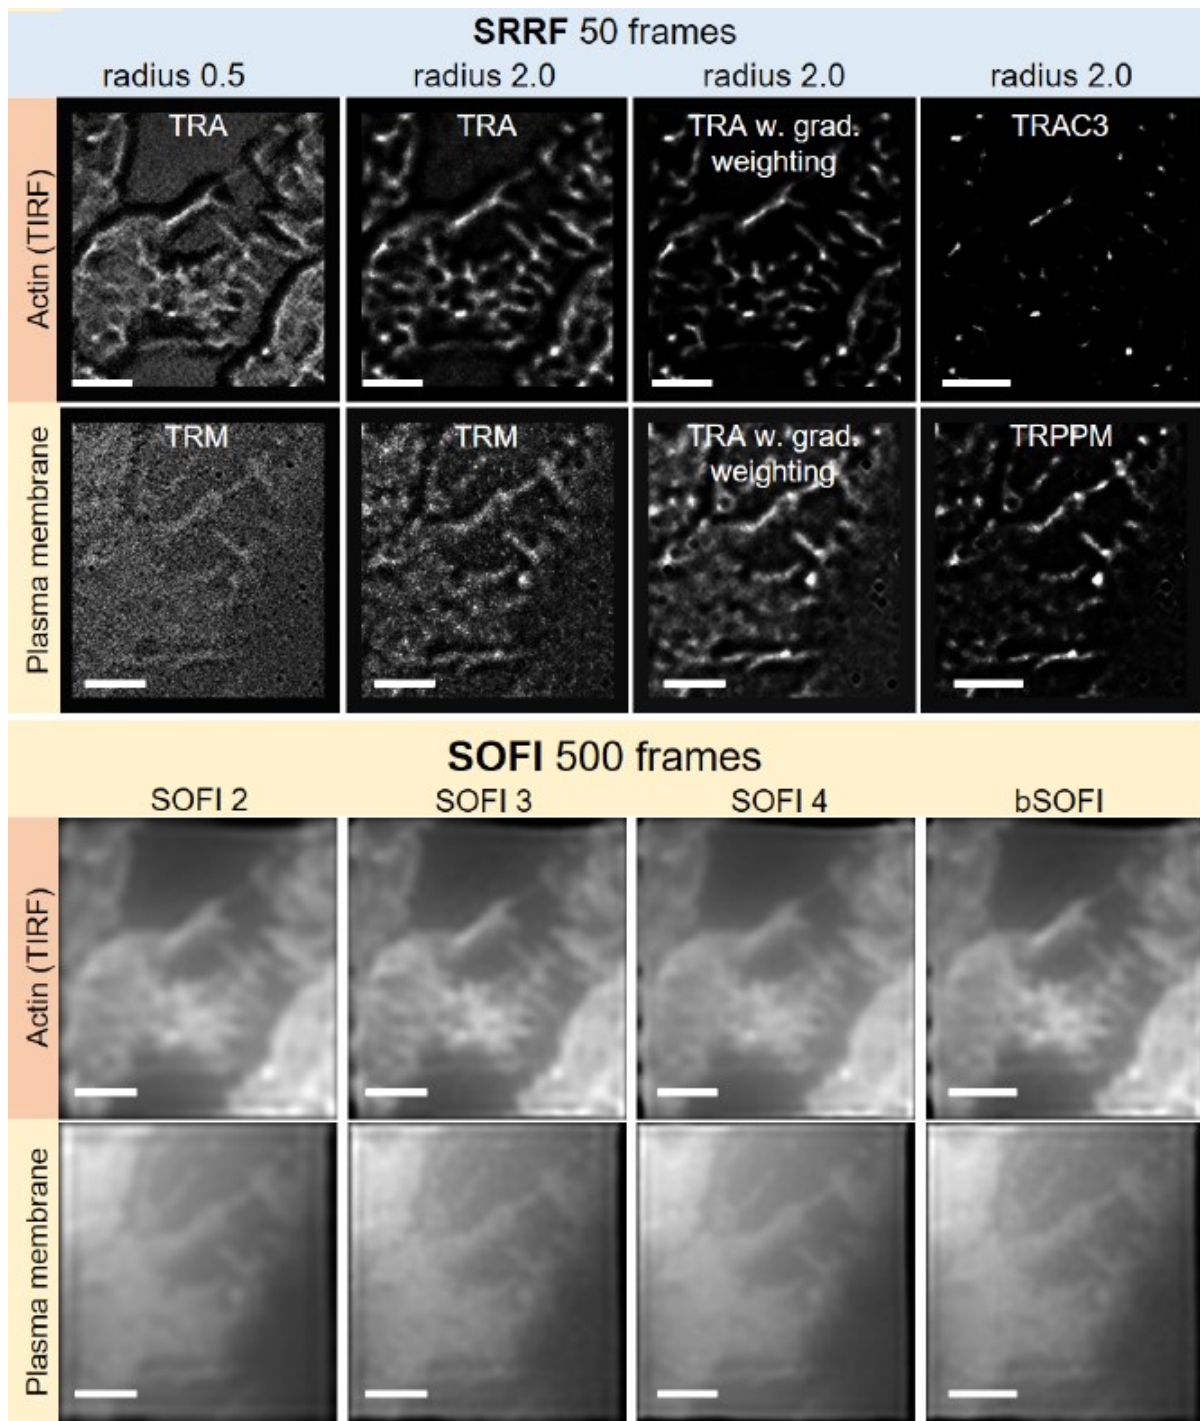 SRRF 50 frames
radius 0.5 radius 2.0 radius 2.0 radius 2.0
Actin (TIRF)
TRA TRA TRA w. grad. weighting TRAC3
Plasma membrane
TRM TRM TRA w. grad. weighting TRPPM
SOFI 500 frames
SOFI 2 SOFI 3 SOFI 4 bSOFI
Actin (TIRF)
Plasma membrane